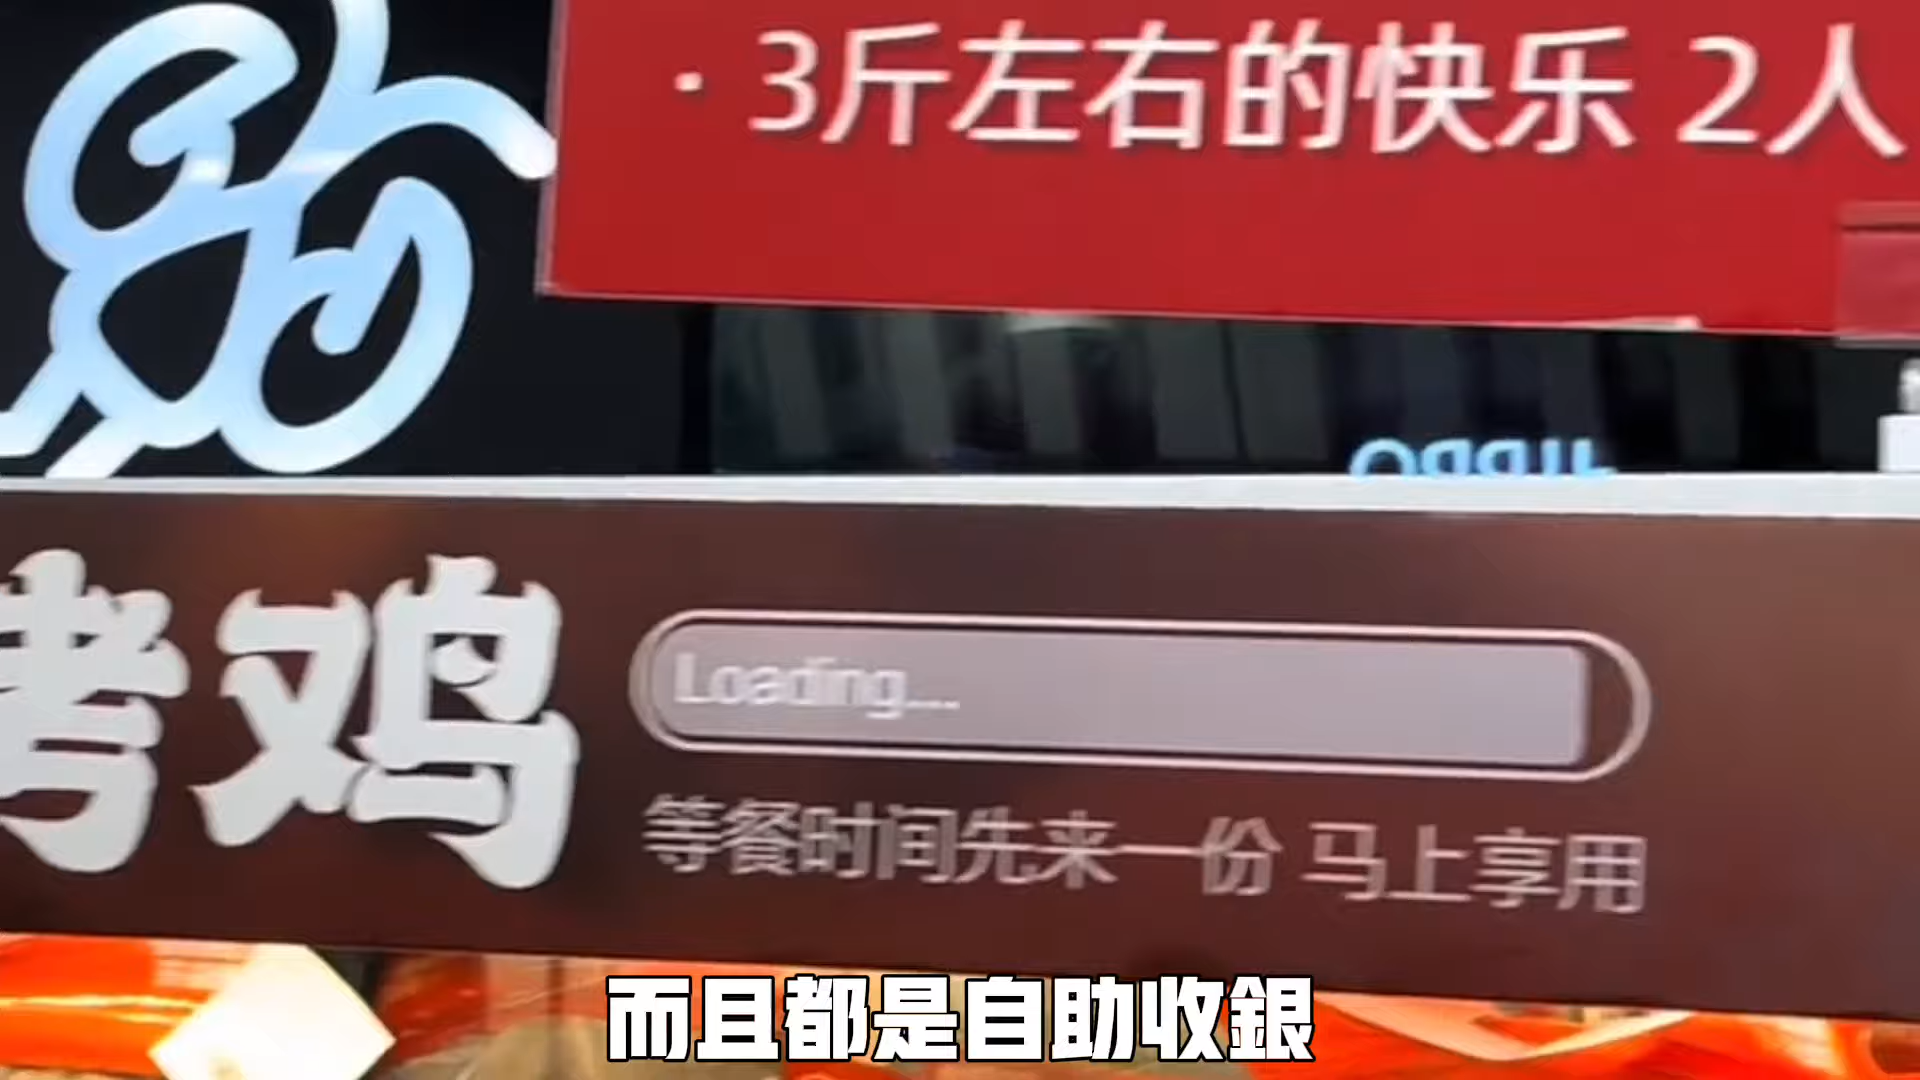 · 3斤左右的快乐 2人
烤鸡
Loading...
等餐时间先来一份 马上享用
而且都是自助收銀